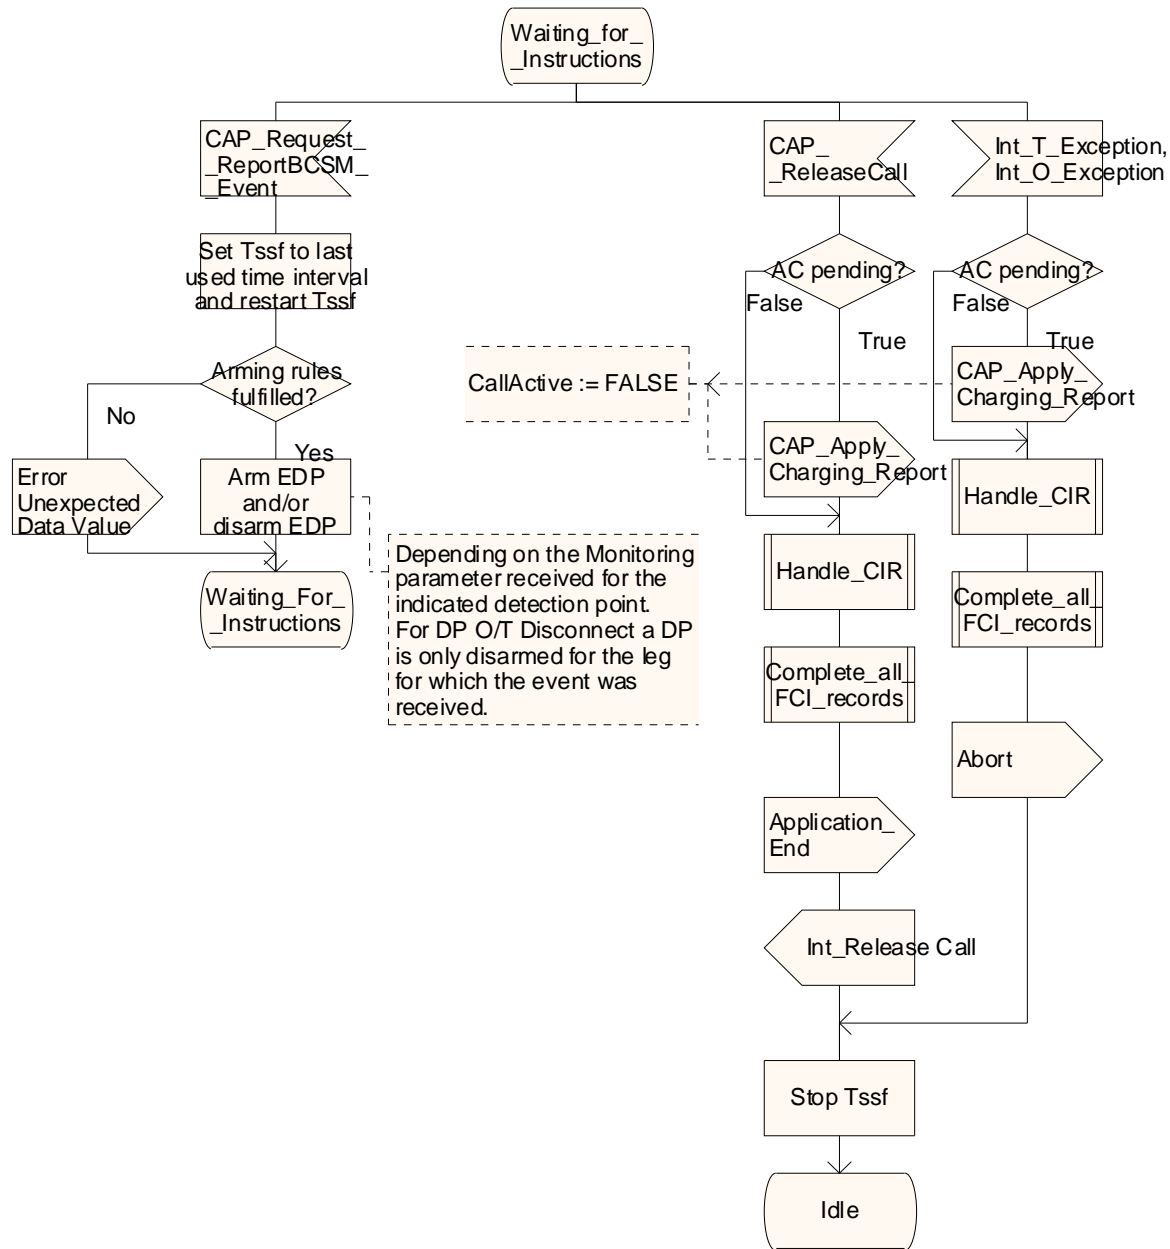 Waiting_for_
_Instructions
CAP_Request_
_ReportBCSM_
_Event
CAP_
_ReleaseCall
Int_T_Exception,
Int_O_Exception
Set Tssf to last
used time interval
and restart Tssf
AC pending?
False
True
AC pending?
False
True
Arming rules
fulfilled?
No
Yes
CallActive := FALSE
CAP_Apply_
Charging_Report
CAP_Apply_
Charging_Report
Error
Unexpected
Data Value
Arm EDP
and/or
disarm EDP
Handle_CIR
Depending on the Monitoring
parameter received for the
indicated detection point.
For DP O/T Disconnect a DP
is only disarmed for the leg
for which the event was
received.
Handle_CIR
Waiting_For_
_Instructions
Complete_all_
FCI_records
Complete_all_
FCI_records
Abort
Application_
End
Int_Release Call
Stop Tssf
Idle